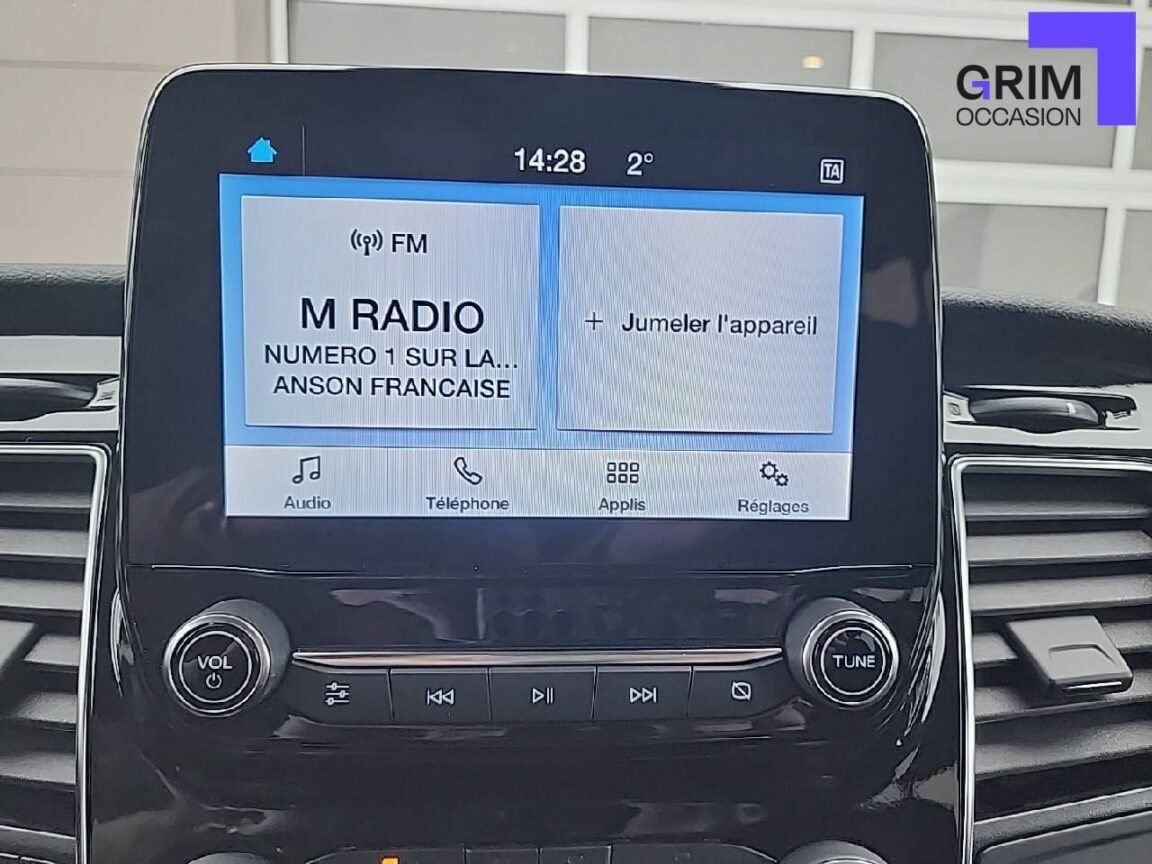 GRIM
OCCASION
14:28 2° TA
FM
M RADIO
NUMERO 1 SUR LA...
ANSON FRANCAISE
+ Jumeler l'appareil
Audio Téléphone Applis Réglages
VOL
TUNE